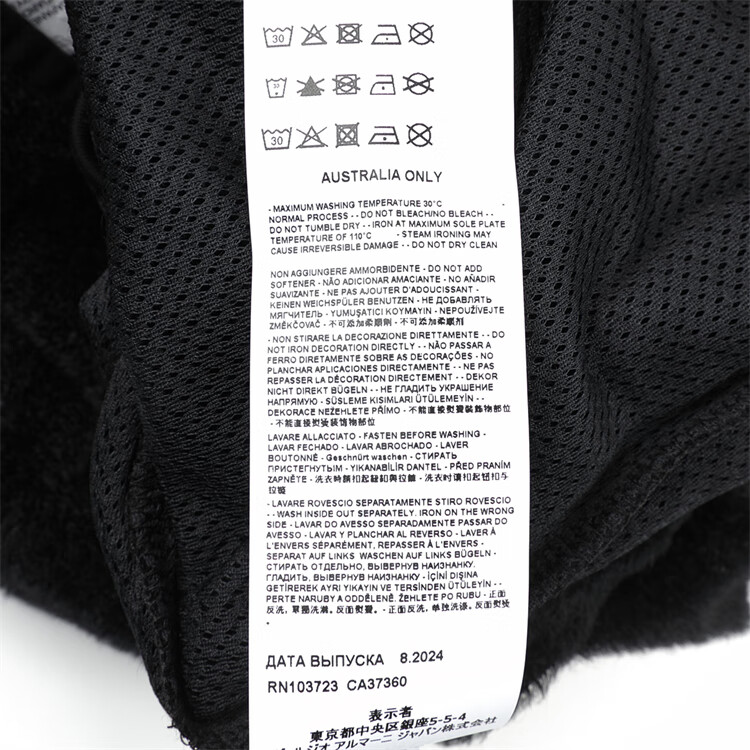 30
30
30
AUSTRALIA ONLY
- MAXIMUM WASHING TEMPERATURE 30°C
NORMAL PROCESS - - DO NOT BLEACH/NO BLEACH - -
DO NOT TUMBLE DRY - - IRON AT MAXIMUM SOLE PLATE
TEMPERATURE OF 110°C - STEAM IRONING MAY
CAUSE IRREVERSIBLE DAMAGE - - DO NOT DRY CLEAN
NON AGGIUNGERE AMMORBIDENTE - DO NOT ADD
SOFTENER - NÃO ADICIONAR AMACIANTE - NO AÑADIR
SUAVIZANTE - NE PAS AJOUTER D'ADOUCISSANT -
KEINEN WEICHSPÜLER BENUTZEN - НЕ ДОБАВЛЯТЬ
МЯГЧИТЕЛЬ - YUMUŞATICI KOYMAYIN - NEPOUŽÍVEJTE
ZMĚKČOVAČ - 不可添加柔順劑 - 不可添加柔顺剂
- NON STIRARE LA DECORAZIONE DIRETTAMENTE - - DO
NOT IRON DECORATION DIRECTLY - - NÃO PASSAR A
FERRO DIRETAMENTE SOBRE AS DECORAÇÕES - NO
PLANCHAR APLICACIONES DIRECTAMENTE - - NE PAS
REPASSER LA DÉCORATION DIRECTEMENT - - DEKOR
NICHT DIREKT BÜGELN - - НЕ ГЛАДИТЬ УКРАШЕНИЕ
НАПРЯМУЮ - SÜSLEME KISIMLARI ÜTÜLEMEYİN - -
DEKORACE NEŽEHLETE PŘÍMO - 不能直接熨燙裝飾物部位
- 不能直接熨烫装饰物部位
LAVARE ALLACCIATO - FASTEN BEFORE WASHING -
LAVAR FECHADO - LAVAR ABROCHADO - LAVER
BOUTONNÉ - Geschnürt waschen - СТИРАТЬ
ПРИСТЕГНУТЫМ - YIKANABİLİR DANTEL - PŘED PRANÍM
ZAPNĚTE - 洗衣時請扣起鈕扣與拉鏈 - 洗衣时请扣起钮扣与
拉链
- LAVARE ROVESCIO SEPARATAMENTE STIRO ROVESCIO
- - WASH INSIDE OUT SEPARATELY. IRON ON THE WRONG
SIDE - LAVAR DO AVESSO SEPARADAMENTE PASSAR DO
AVESSO - LAVAR Y PLANCHAR AL REVERSO - LAVER À
L'ENVERS SÉPARÉMENT, REPASSER À L'ENVERS -
SEPARAT AUF LINKS WASCHEN AUF LINKS BÜGELN -
СТИРАТЬ ОТДЕЛЬНО, ВЫВЕРНУВ НАИЗНАНКУ.
ГЛАДИТЬ, ВЫВЕРНУВ НАИЗНАНКУ - İÇİNİ DIŞINA
GETİREREK AYRI YIKAYIN VE TERSİNDEN ÜTÜLEYİN - -
PERTE NARUBY A ODDĚLENĚ. ŽEHLETE PO RUBU - 正面
反洗, 單獨洗滌。反面熨燙。 - 正面反洗, 单独洗涤。反面熨烫
。
ДАТА ВЫПУСКА 8.2024
RN103723 CA37360
表示者
東京都中央区銀座5-5-4
ジョルジオ アルマーニ ジャパン株式会社